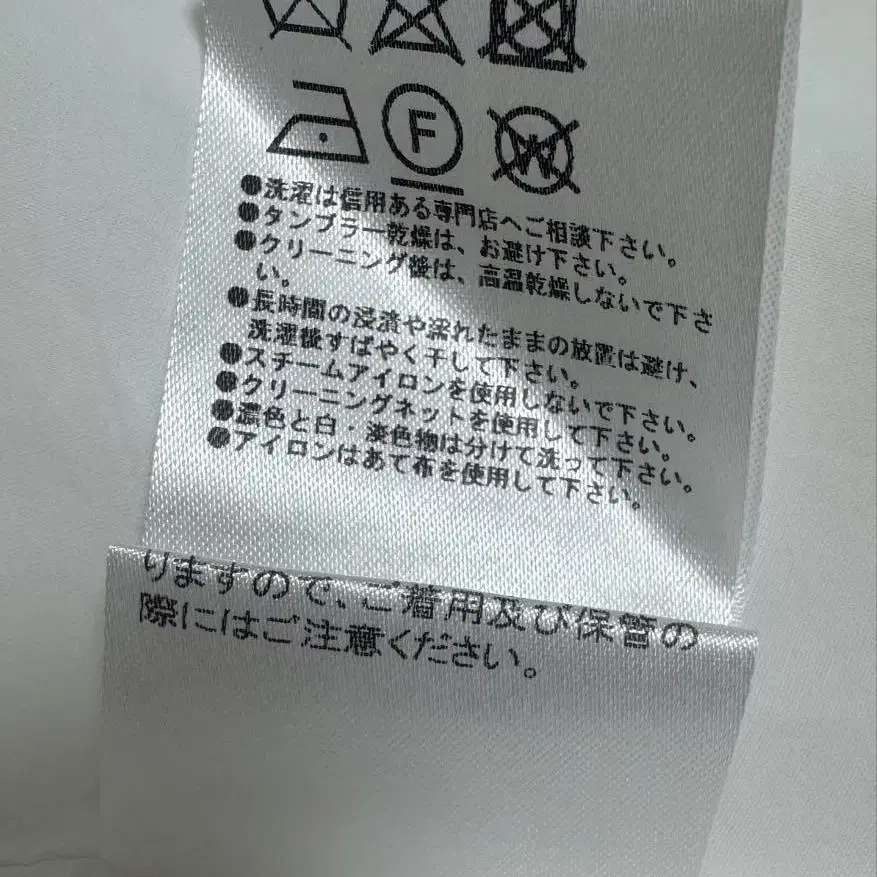 F
W
●洗濯は信用ある専門店へご相談下さい。
●タンブラー乾燥は、お避け下さい。
●クリーニング後は、高温乾燥しないで下さ
い。
●長時間の浸漬や濡れたままの放置は避け、
洗濯後すばやく干して下さい。
●スチームアイロンを使用しないで下さい。
●クリーニングネットを使用して下さい。
●濃色と白・淡色物は分けて洗って下さい。
●アイロンはあて布を使用して下さい。
りますので、ご着用及び保管の
際にはご注意ください。